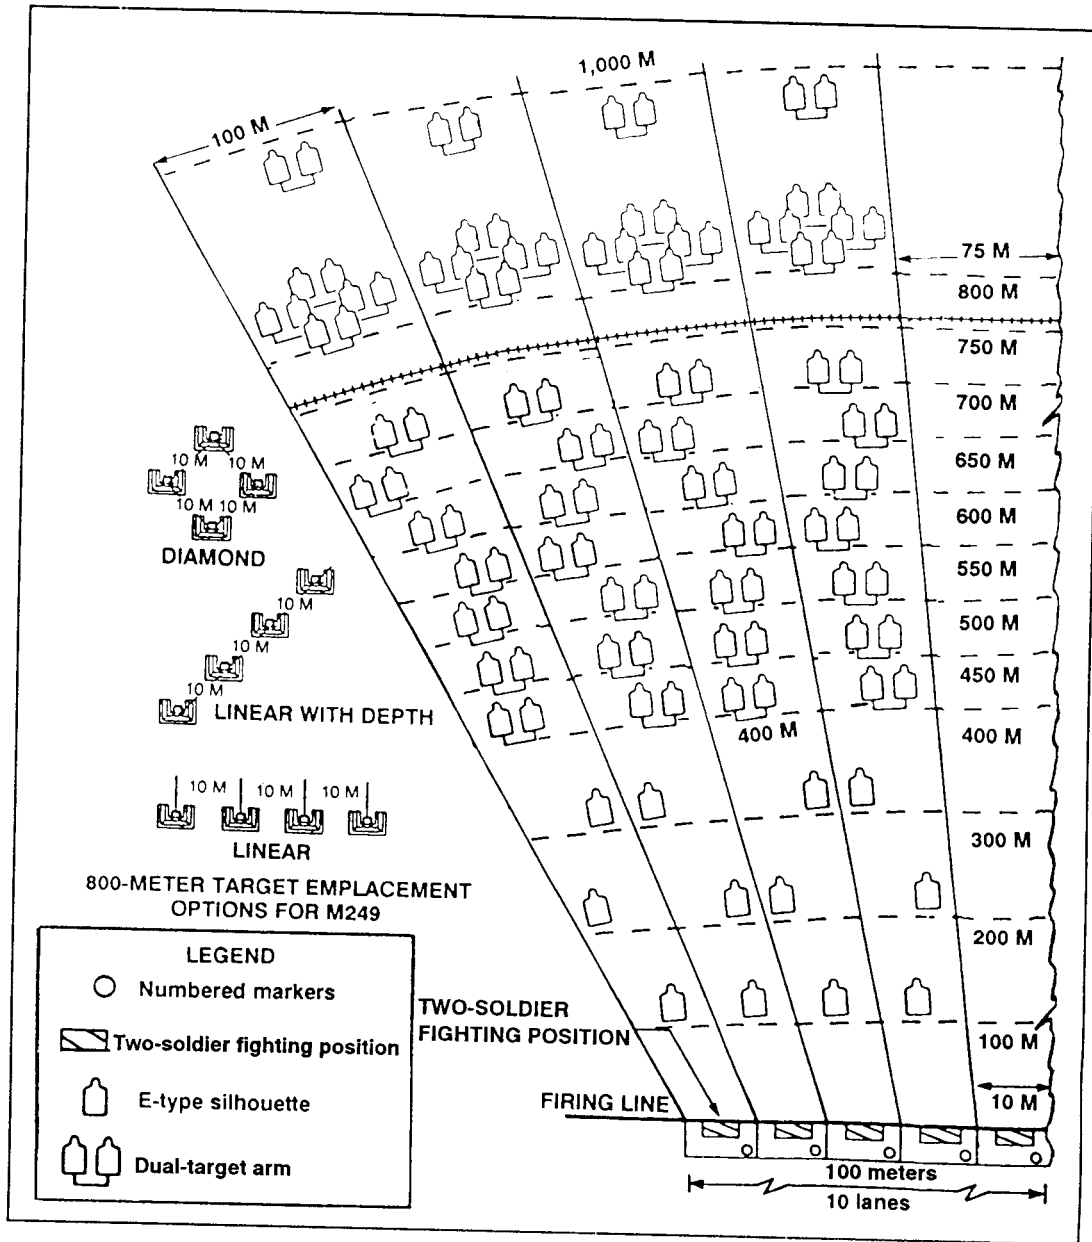 1,000 M
100 M
75 M
800 M
750 M
700 M
650 M
600 M
550 M
500 M
450 M
400 M
400 M
300 M
200 M
100 M
10 M
10 M 10 M
10 M 10 M
DIAMOND
10 M
10 M
10 M
LINEAR WITH DEPTH
10 M 10 M 10 M
LINEAR
800-METER TARGET EMPLACEMENT
OPTIONS FOR M249
LEGEND
Numbered markers
Two-soldier fighting position
E-type silhouette
Dual-target arm
TWO-SOLDIER
FIGHTING POSITION
FIRING LINE
100 meters
10 lanes